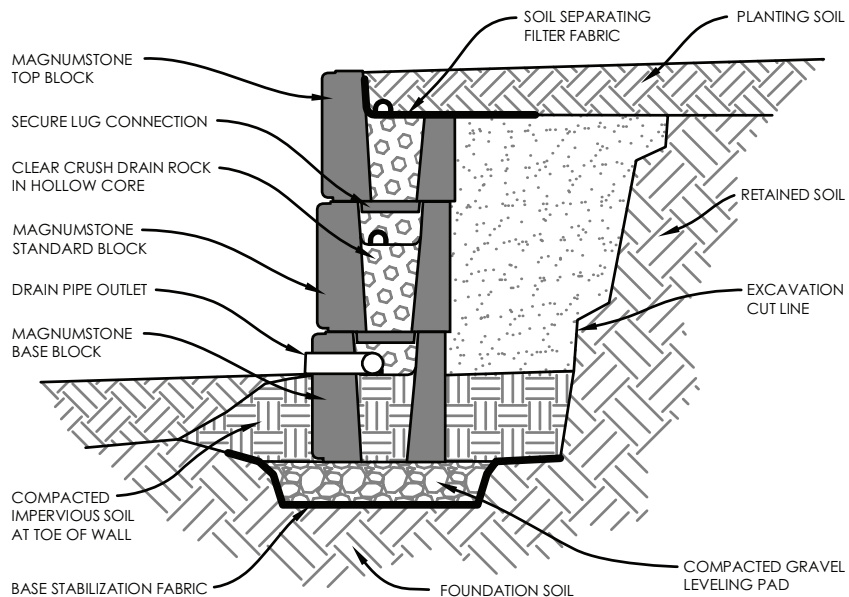 SOIL SEPARATING
FILTER FABRIC
PLANTING SOIL
MAGNUMSTONE
TOP BLOCK
SECURE LUG CONNECTION
CLEAR CRUSH DRAIN ROCK
IN HOLLOW CORE
RETAINED SOIL
MAGNUMSTONE
STANDARD BLOCK
DRAIN PIPE OUTLET
EXCAVATION
CUT LINE
MAGNUMSTONE
BASE BLOCK
COMPACTED
IMPERVIOUS SOIL
AT TOE OF WALL
BASE STABILIZATION FABRIC
FOUNDATION SOIL
COMPACTED GRAVEL
LEVELING PAD